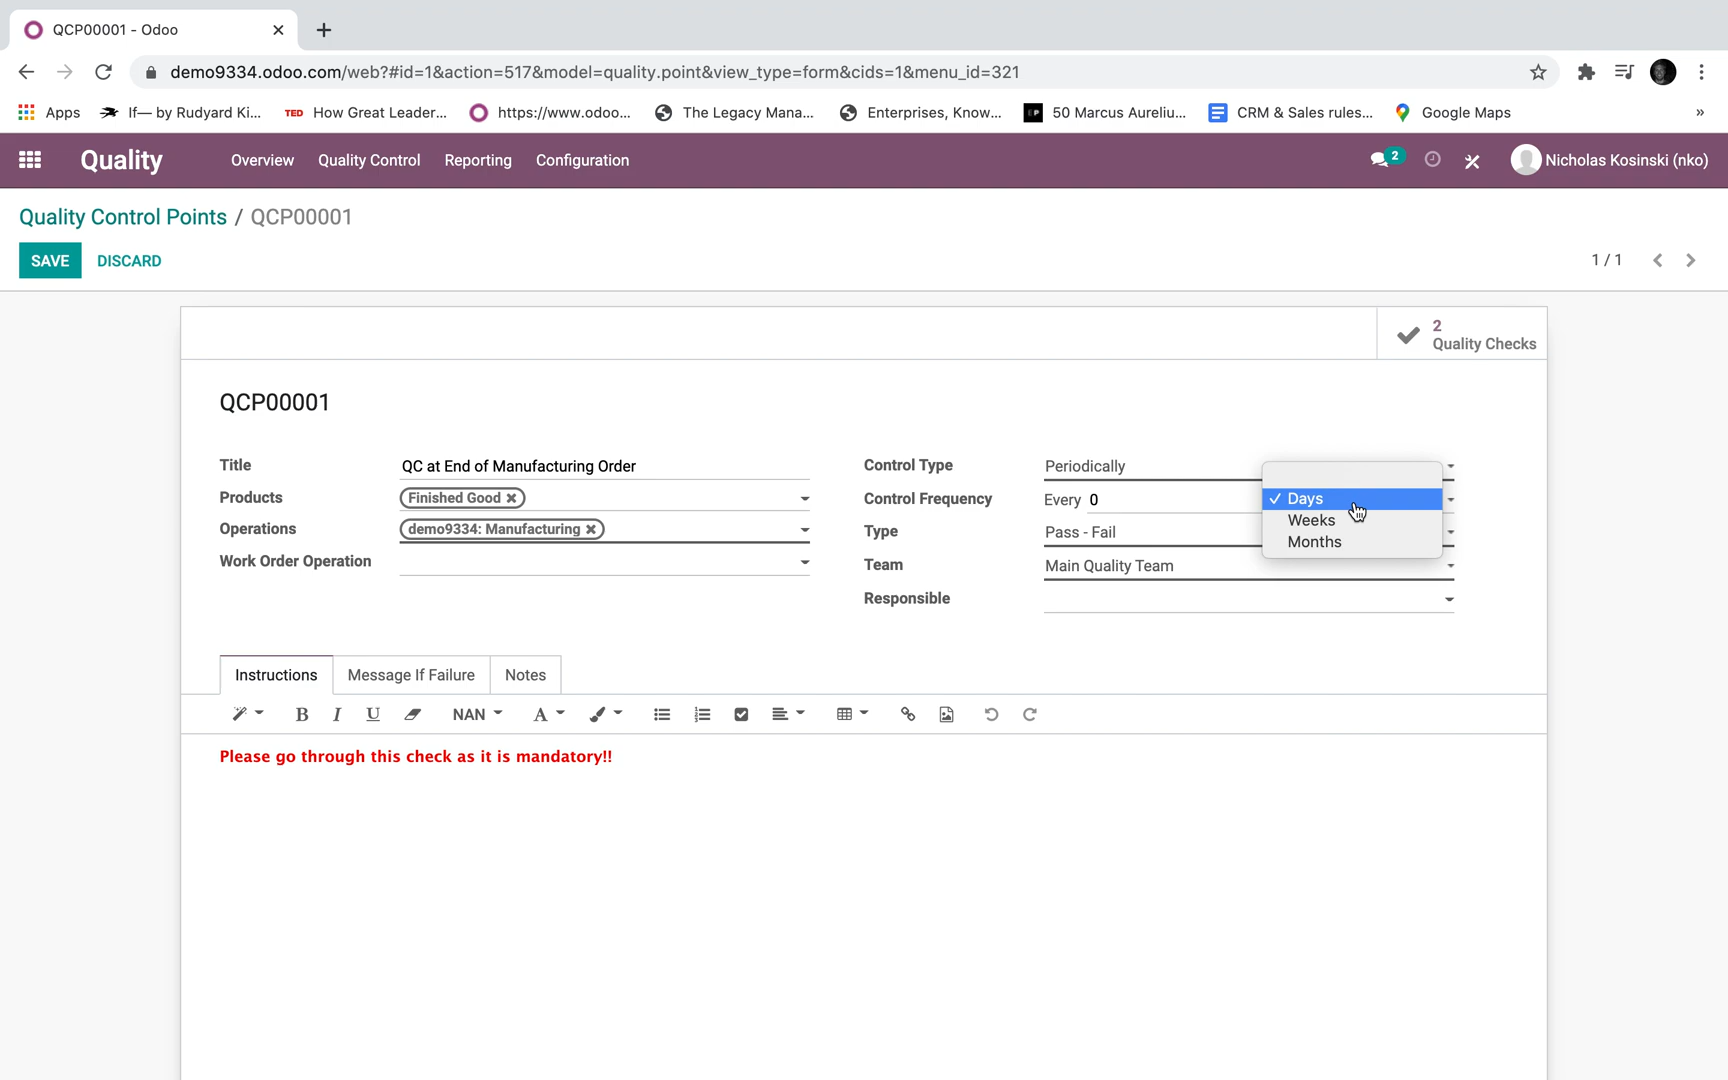 QCP00001 - Odoo
demo9334.odoo.com/web?#id=1&action=517&model=quality.point&view_type=form&cids=1&menu_id=321
Apps If— by Rudyard Ki... TED How Great Leader... https://www.odoo... The Legacy Mana... Enterprises, Know... 50 Marcus Aureliu... CRM & Sales rules... Google Maps »
Quality Overview Quality Control Reporting Configuration 2 Nicholas Kosinski (nko)
Quality Control Points / QCP00001
SAVE DISCARD 1 / 1
2
Quality Checks
QCP00001
Title QC at End of Manufacturing Order
Products Finished Good
Operations demo9334: Manufacturing
Work Order Operation
Control Type Periodically
Control Frequency Every 0
Type Pass - Fail
Team Main Quality Team
Responsible
Days
Weeks
Months
Instructions Message If Failure Notes
B I U NAN A
Please go through this check as it is mandatory!!